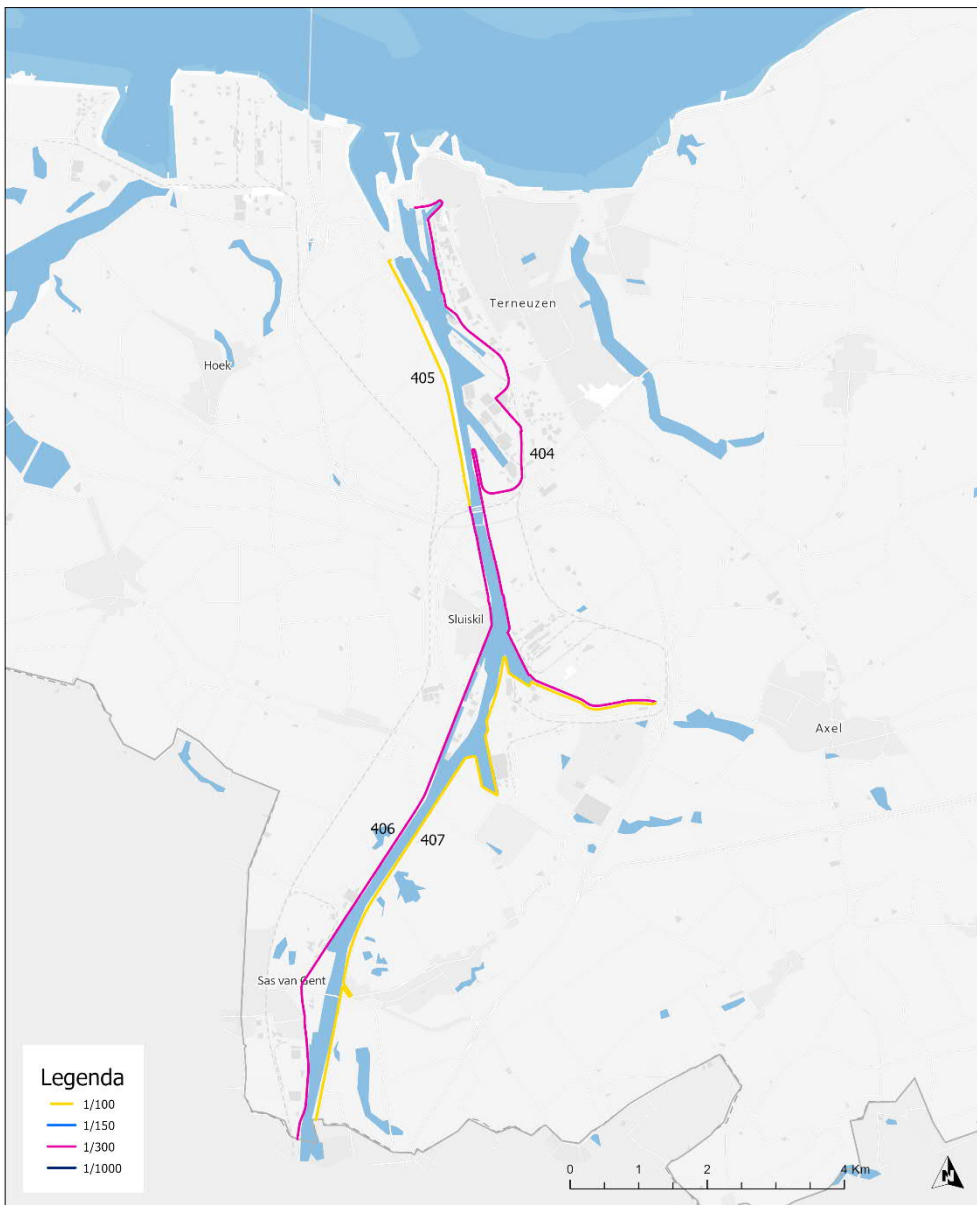 Terneuzen
Hoek
405
404
Sluiskil
Axel
406
407
Sas van Gent
Legenda
1/100
1/150
1/300
1/1000
0 1 2 4 Km
N